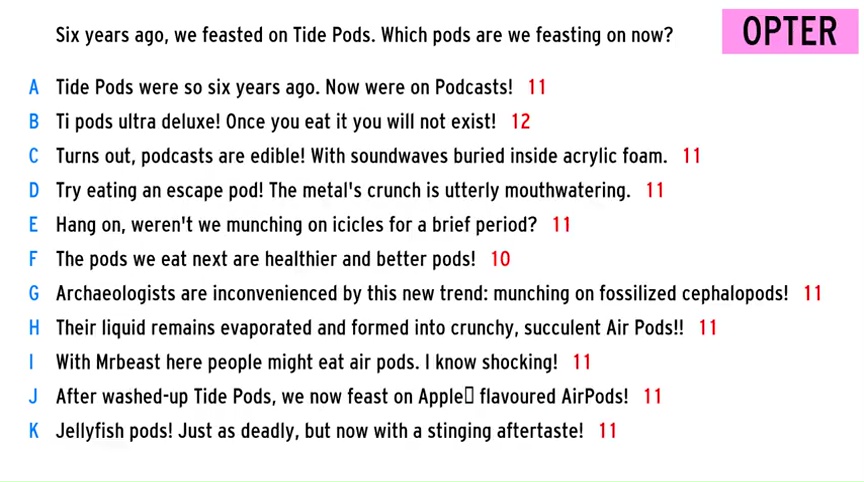 Six years ago, we feasted on Tide Pods. Which pods are we feasting on now?
OPTER
A Tide Pods were so six years ago. Now were on Podcasts! 11
B Ti pods ultra deluxe! Once you eat it you will not exist! 12
C Turns out, podcasts are edible! With soundwaves buried inside acrylic foam. 11
D Try eating an escape pod! The metal's crunch is utterly mouthwatering. 11
E Hang on, weren't we munching on icicles for a brief period? 11
F The pods we eat next are healthier and better pods! 10
G Archaeologists are inconvenienced by this new trend: munching on fossilized cephalopods! 11
H Their liquid remains evaporated and formed into crunchy, succulent Air Pods!! 11
I With Mrbeast here people might eat air pods. I know shocking! 11
J After washed-up Tide Pods, we now feast on Apple▯ flavoured AirPods! 11
K Jellyfish pods! Just as deadly, but now with a stinging aftertaste! 11